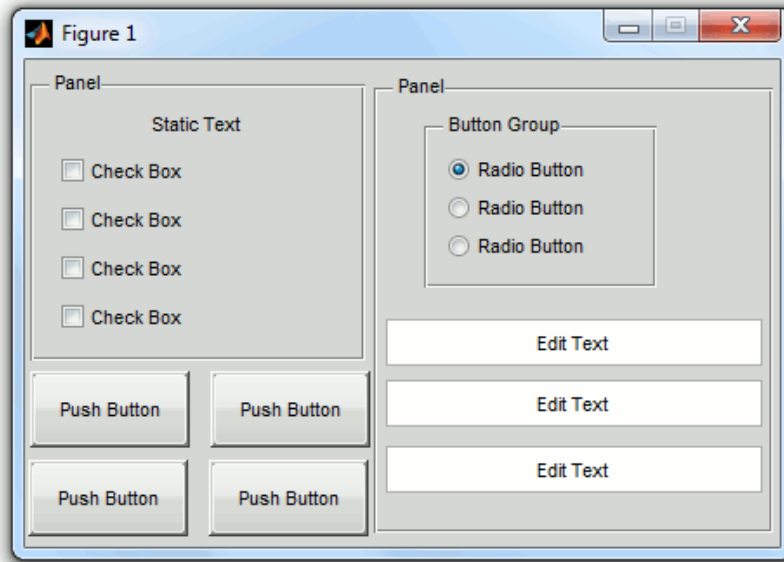 Figure 1
Panel
Static Text
Check Box
Check Box
Check Box
Check Box
Push Button
Push Button
Push Button
Push Button
Panel
Button Group
Radio Button
Radio Button
Radio Button
Edit Text
Edit Text
Edit Text